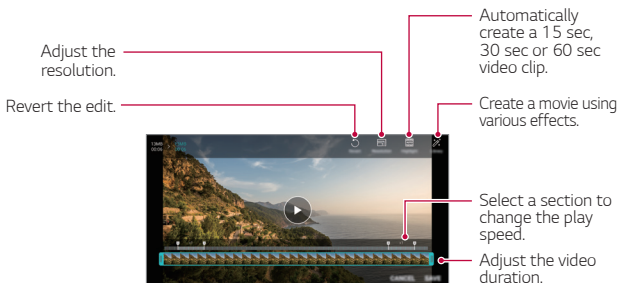 Automatically
create a 15 sec,
30 sec or 60 sec
video clip.
Adjust the
resolution.
Revert the edit.
Create a movie using
various effects.
Select a section to
change the play
speed.
CANCEL SAVE
Adjust the video
duration.